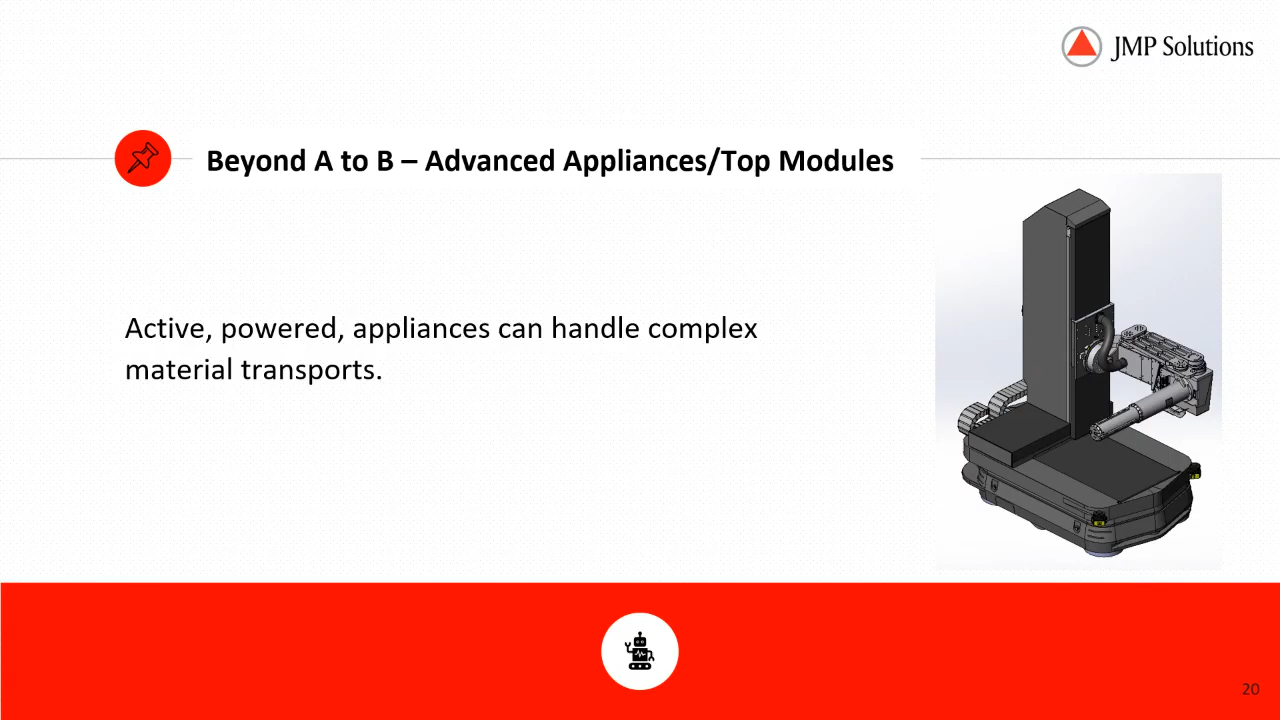 JMP Solutions
Beyond A to B – Advanced Appliances/Top Modules
Active, powered, appliances can handle complex
material transports.
20